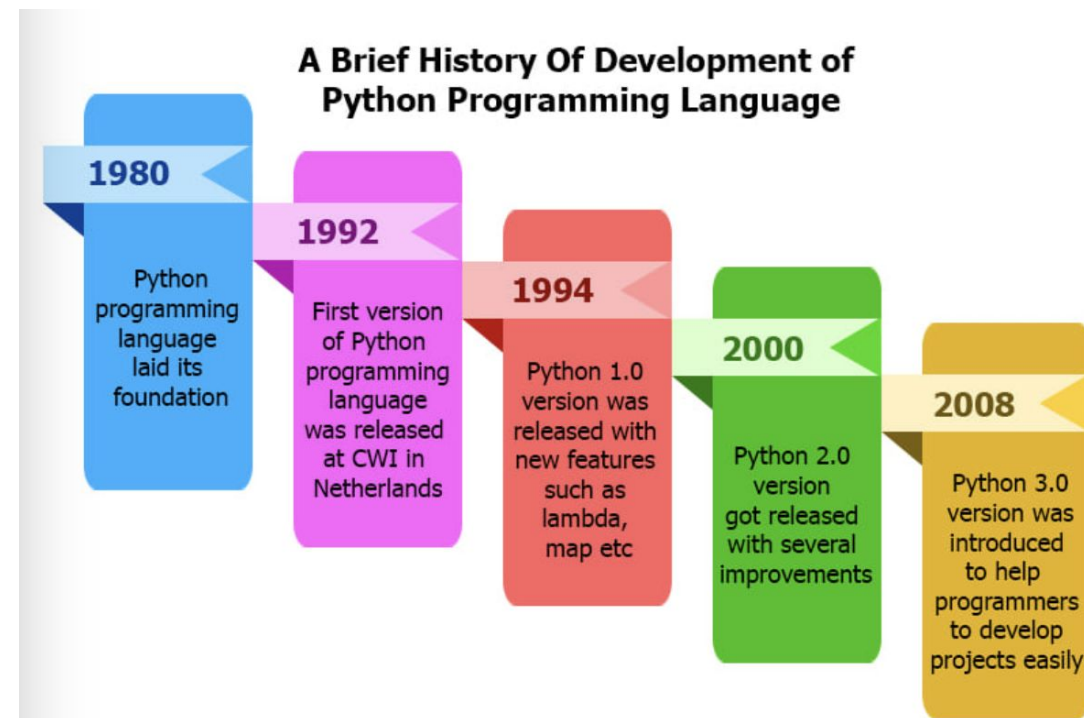 A Brief History Of Development of
Python Programming Language
1980
Python
programming
language
laid its
foundation
1992
First version
of Python
programming
language
was released
at CWI in
Netherlands
1994
Python 1.0
version was
released with
new features
such as
lambda,
map etc
2000
Python 2.0
version
got released
with several
improvements
2008
Python 3.0
version was
introduced
to help
programmers
to develop
projects easily